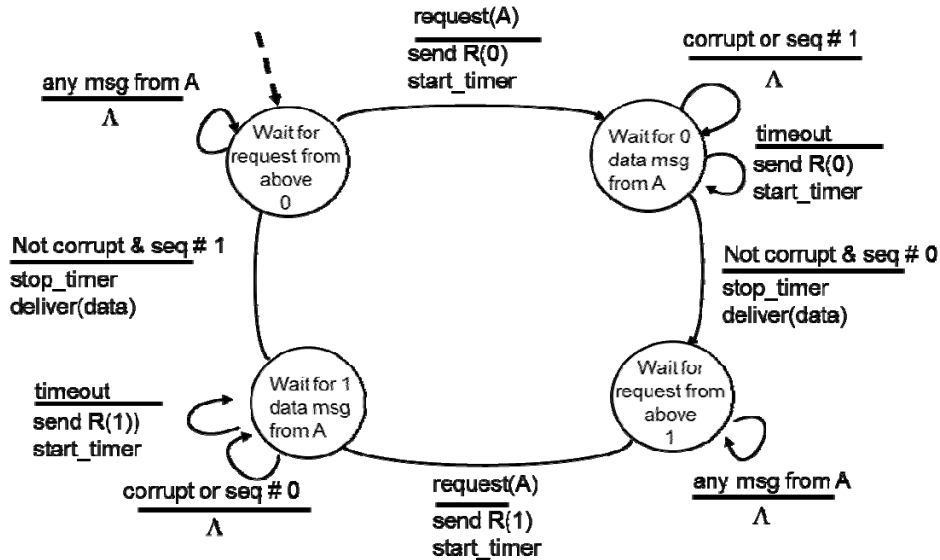 request(A)
send R(0)
start_timer
corrupt or seq # 1
Λ
any msg from A
Λ
Wait for
request from
above
0
Wait for 0
data msg
from A
timeout
send R(0)
start_timer
Not corrupt & seq # 1
stop_timer
deliver(data)
Not corrupt & seq # 0
stop_timer
deliver(data)
timeout
send R(1))
start_timer
Wait for 1
data msg
from A
Wait for
request from
above
1
corrupt or seq # 0
Λ
request(A)
send R(1)
start_timer
any msg from A
Λ